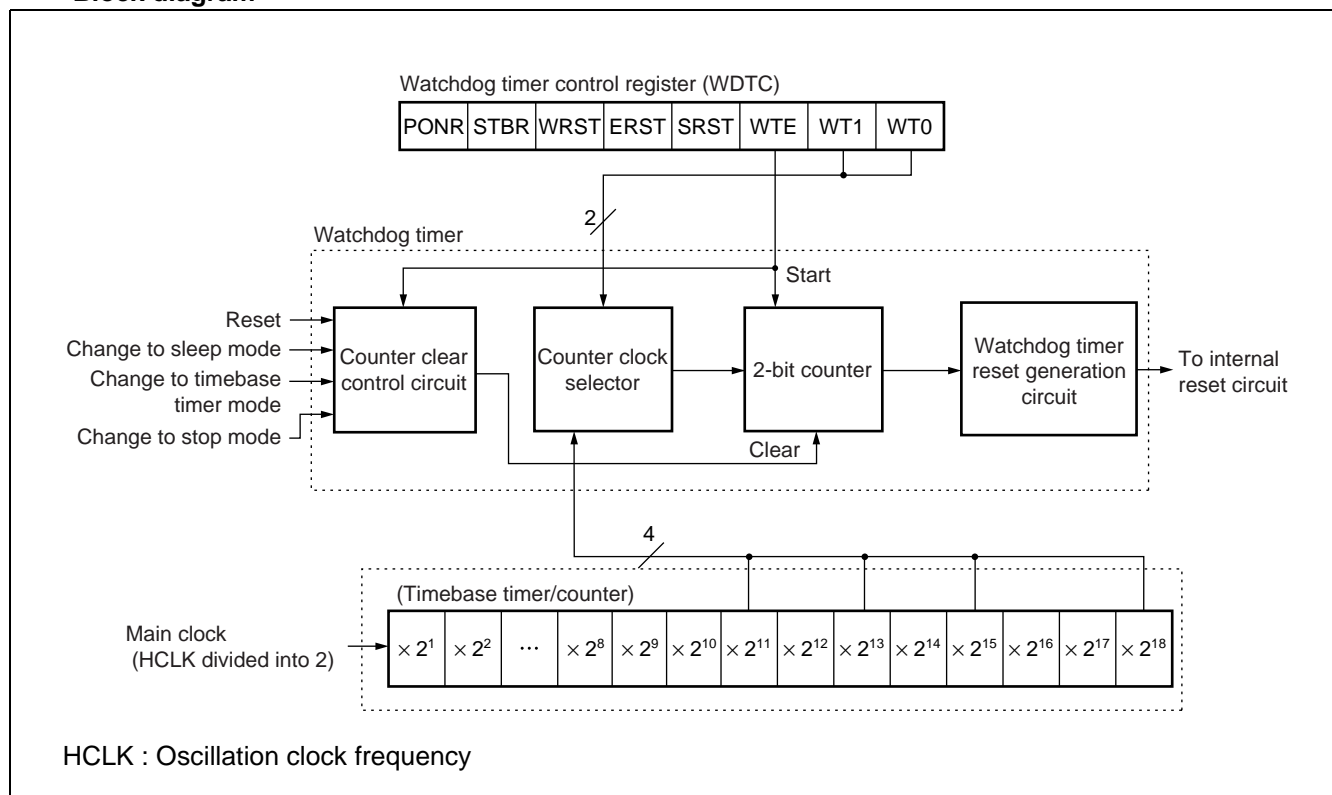 Block diagram
Watchdog timer control register (WDTC)
PONR STBR WRST ERST SRST WTE WT1 WT0
2
Watchdog timer
Start
Reset
Change to sleep mode
Change to timebase
timer mode
Change to stop mode
Counter clear
control circuit
Counter clock
selector
2-bit counter
Watchdog timer
reset generation
circuit
To internal
reset circuit
Clear
4
(Timebase timer/counter)
Main clock
(HCLK divided into 2)
× 2¹ × 2² ... × 2⁸ × 2⁹ × 2¹⁰ × 2¹¹ × 2¹² × 2¹³ × 2¹⁴ × 2¹⁵ × 2¹⁶ × 2¹⁷ × 2¹⁸
HCLK : Oscillation clock frequency